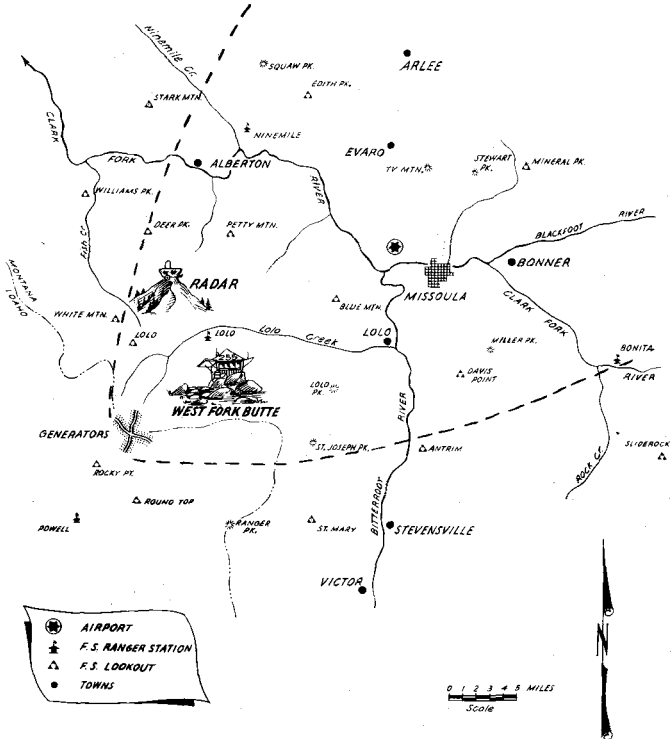 Ninemile Cr.
SQUAW PK.
ARLEE
EDITH PK.
STARK MTN.
CLARK
NINEMILE
FORK
ALBERTON
EVARO
TV MTN.
STEWART
PK.
MINERAL PK.
RIVER
WILLIAMS PK.
Fish Cr.
DEER PK.
PETTY MTN.
BLACKFOOT RIVER
BONNER
MONTANA
IDAHO
RADAR
MISSOULA
CLARK FORK
WHITE MTN.
BLUE MTN.
LOLO
LOLO
Lolo Creek
LOLO
MILLER PK.
BONITA
RIVER
DAVIS
POINT
WEST FORK BUTTE
LOLO
PK.
RIVER
GENERATORS
ST. JOSEPH PK.
ANTRIM
SLIDEROCK
ROCK CR.
ROCKY PT.
ROUND TOP
BITTERROOT
POWELL
RANGER
PK.
ST. MARY
STEVENSVILLE
VICTOR
AIRPORT
F.S. RANGER STATION
F.S. LOOKOUT
TOWNS
0 1 2 3 4 5 MILES
Scale
N